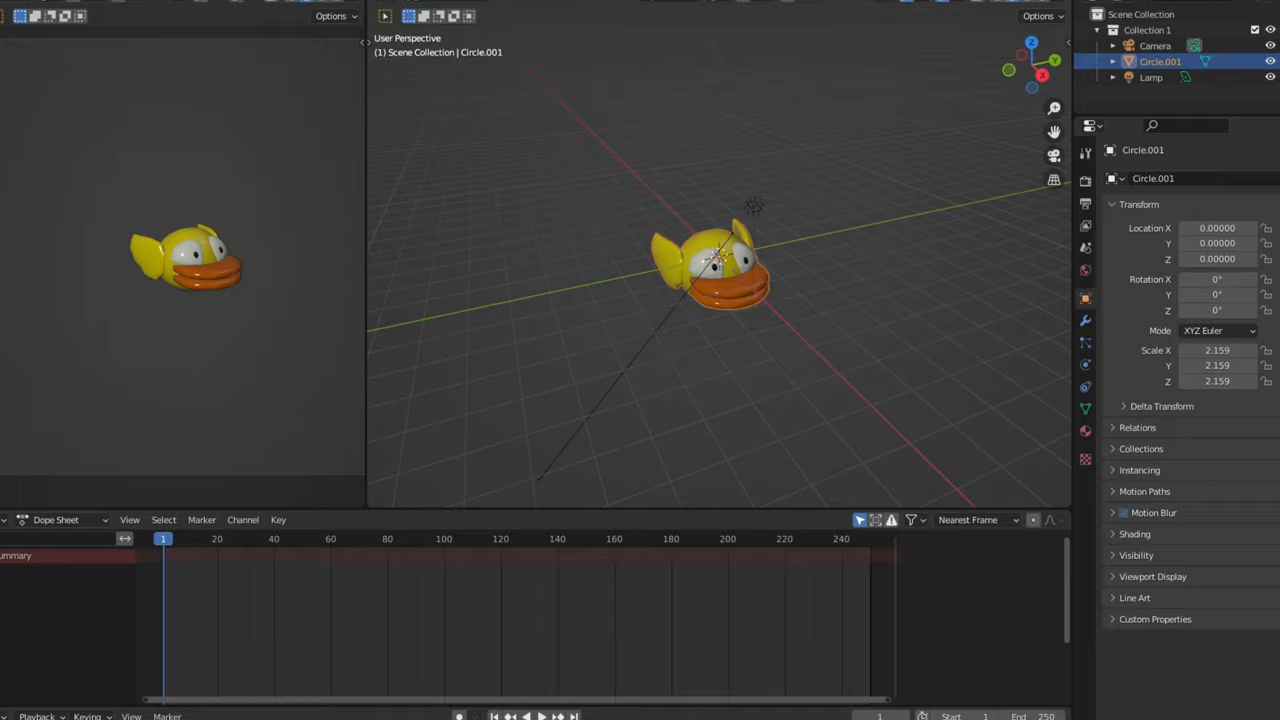 Options
Options
User Perspective
(1) Scene Collection | Circle.001
Z
Y
X
Scene Collection
Collection 1
Camera
Circle.001
Lamp
Circle.001
Circle.001
Transform
Location X 0.00000
Y 0.00000
Z 0.00000
Rotation X 0°
Y 0°
Z 0°
Mode XYZ Euler
Scale X 2.159
Y 2.159
Z 2.159
Delta Transform
Relations
Collections
Instancing
Motion Paths
Motion Blur
Shading
Visibility
Viewport Display
Line Art
Custom Properties
Dope Sheet View Select Marker Channel Key Nearest Frame
1 20 40 60 80 100 120 140 160 180 200 220 240
ummary
Playback Keying View Marker 1 Start 1 End 250